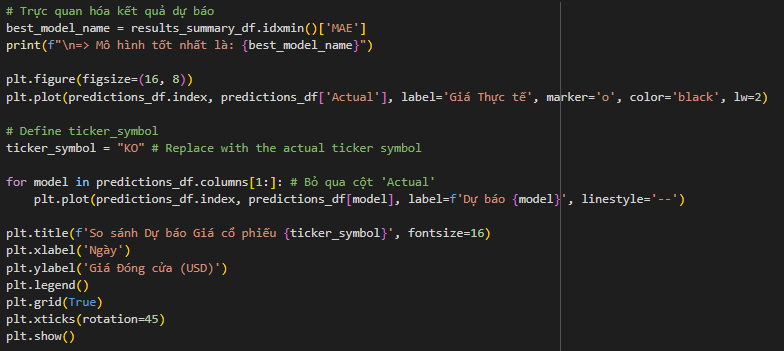 # Trực quan hóa kết quả dự báo
best_model_name = results_summary_df.idxmin()['MAE']
print(f"\n=> Mô hình tốt nhất là: {best_model_name}")

plt.figure(figsize=(16, 8))
plt.plot(predictions_df.index, predictions_df['Actual'], label='Giá Thực tế', marker='o', color='black', lw=2)

# Define ticker_symbol
ticker_symbol = "KO" # Replace with the actual ticker symbol

for model in predictions_df.columns[1:]: # Bỏ qua cột 'Actual'
    plt.plot(predictions_df.index, predictions_df[model], label=f'Dự báo {model}', linestyle='--')

plt.title(f'So sánh Dự báo Giá cổ phiếu {ticker_symbol}', fontsize=16)
plt.xlabel('Ngày')
plt.ylabel('Giá Đóng cửa (USD)')
plt.legend()
plt.grid(True)
plt.xticks(rotation=45)
plt.show()